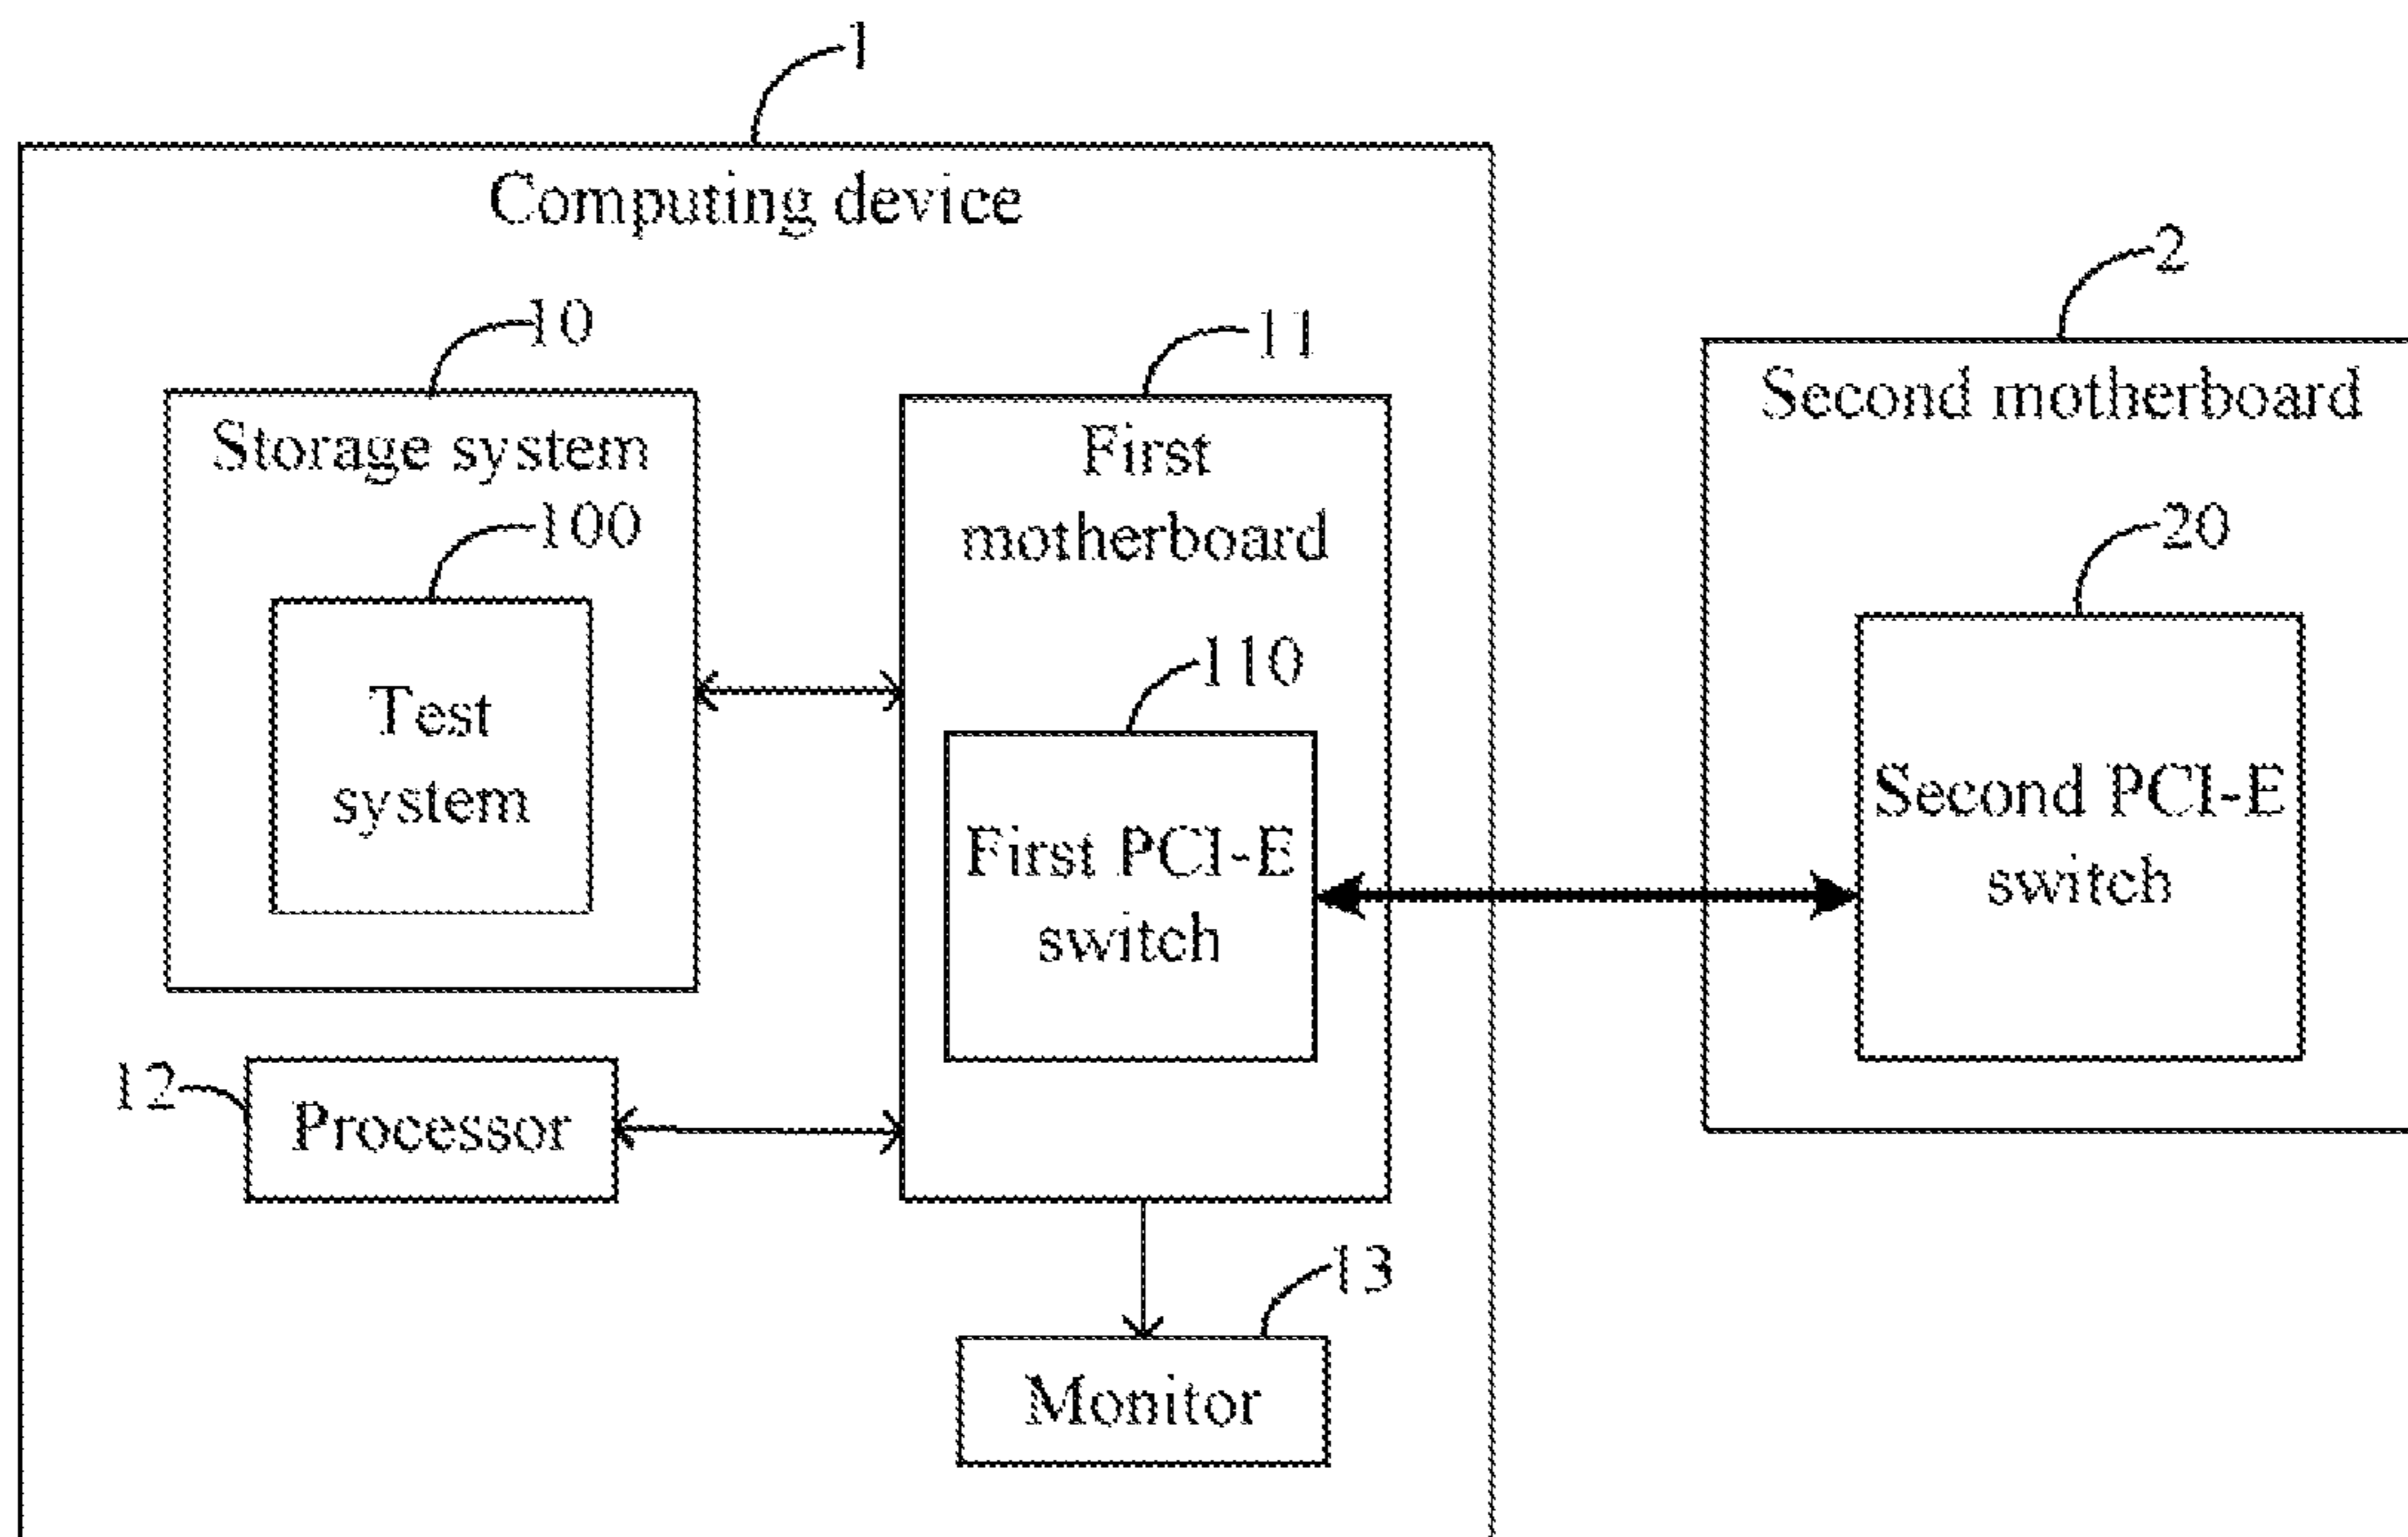 1
Computing device
2
10
11
Second motherboard
Storage system
First
motherboard
100
20
110
Test
system
First PCI-E
switch
Second PCI-E
switch
12
Processor
13
Monitor